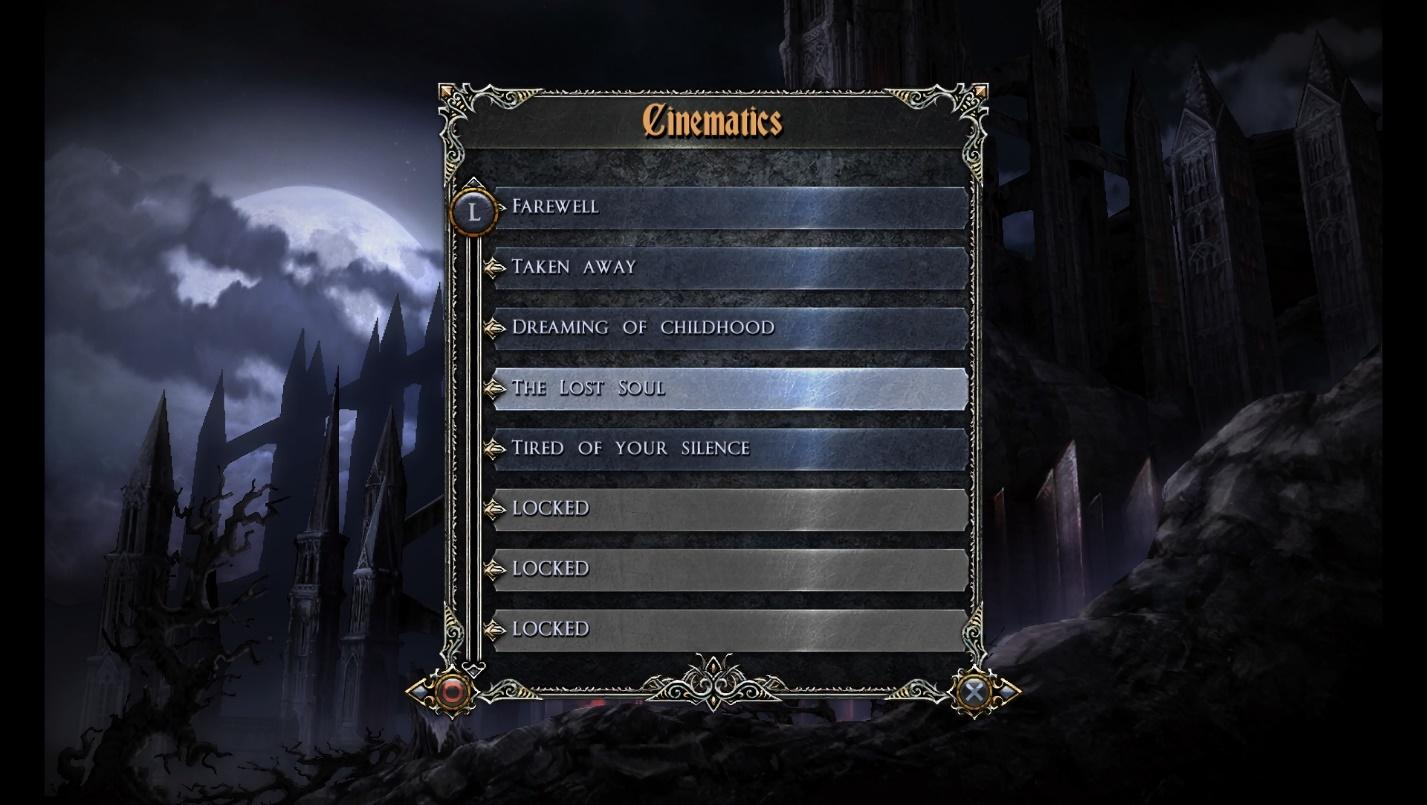 Cinematics
L
Farewell
Taken away
Dreaming of childhood
The Lost Soul
Tired of your silence
LOCKED
LOCKED
LOCKED